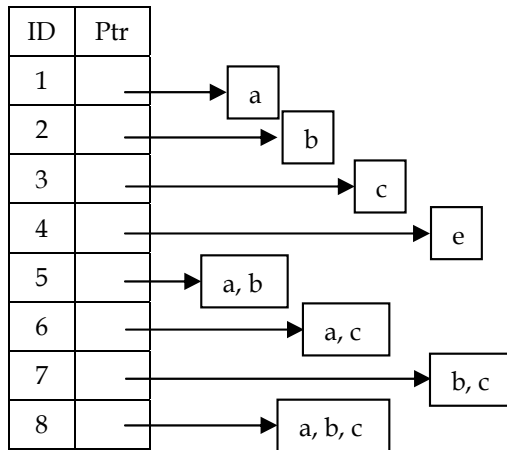 ID Ptr
1 a
2 b
3 c
4 e
5 a, b
6 a, c
7 b, c
8 a, b, c